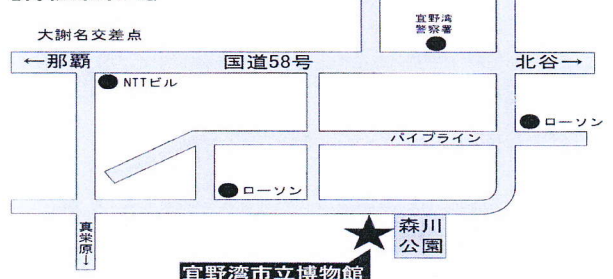 大謝名交差点
宜野湾
警察署
←那覇
国道58号
北谷→
NTTビル
ローソン
パイプライン
ローソン
真栄原↓
森川
公園
宜野湾市立博物館